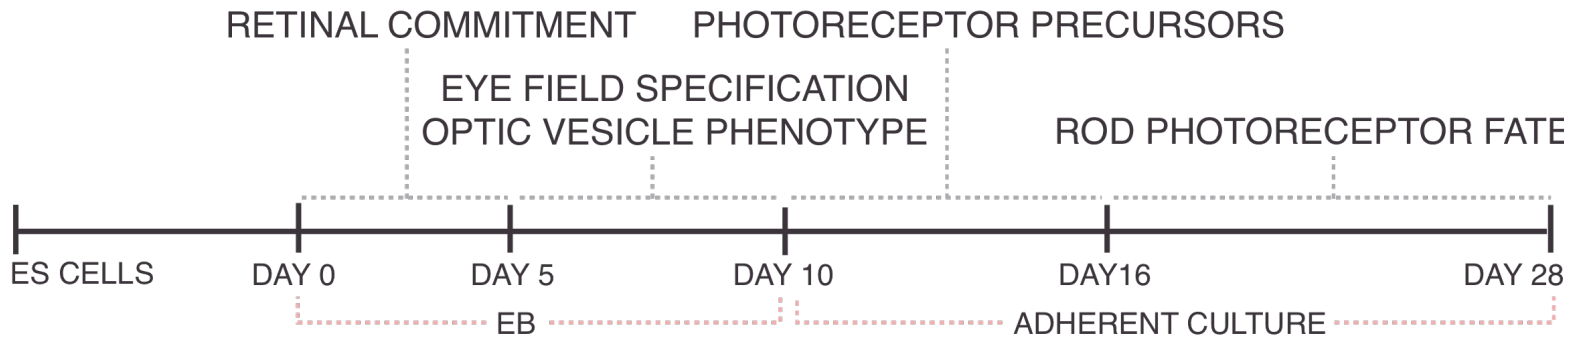 RETINAL COMMITMENT
PHOTORECEPTOR PRECURSORS
EYE FIELD SPECIFICATION
OPTIC VESICLE PHENOTYPE
ROD PHOTORECEPTOR FATE
ES CELLS
DAY 0
DAY 5
DAY 10
DAY16
DAY 28
EB
ADHERENT CULTURE